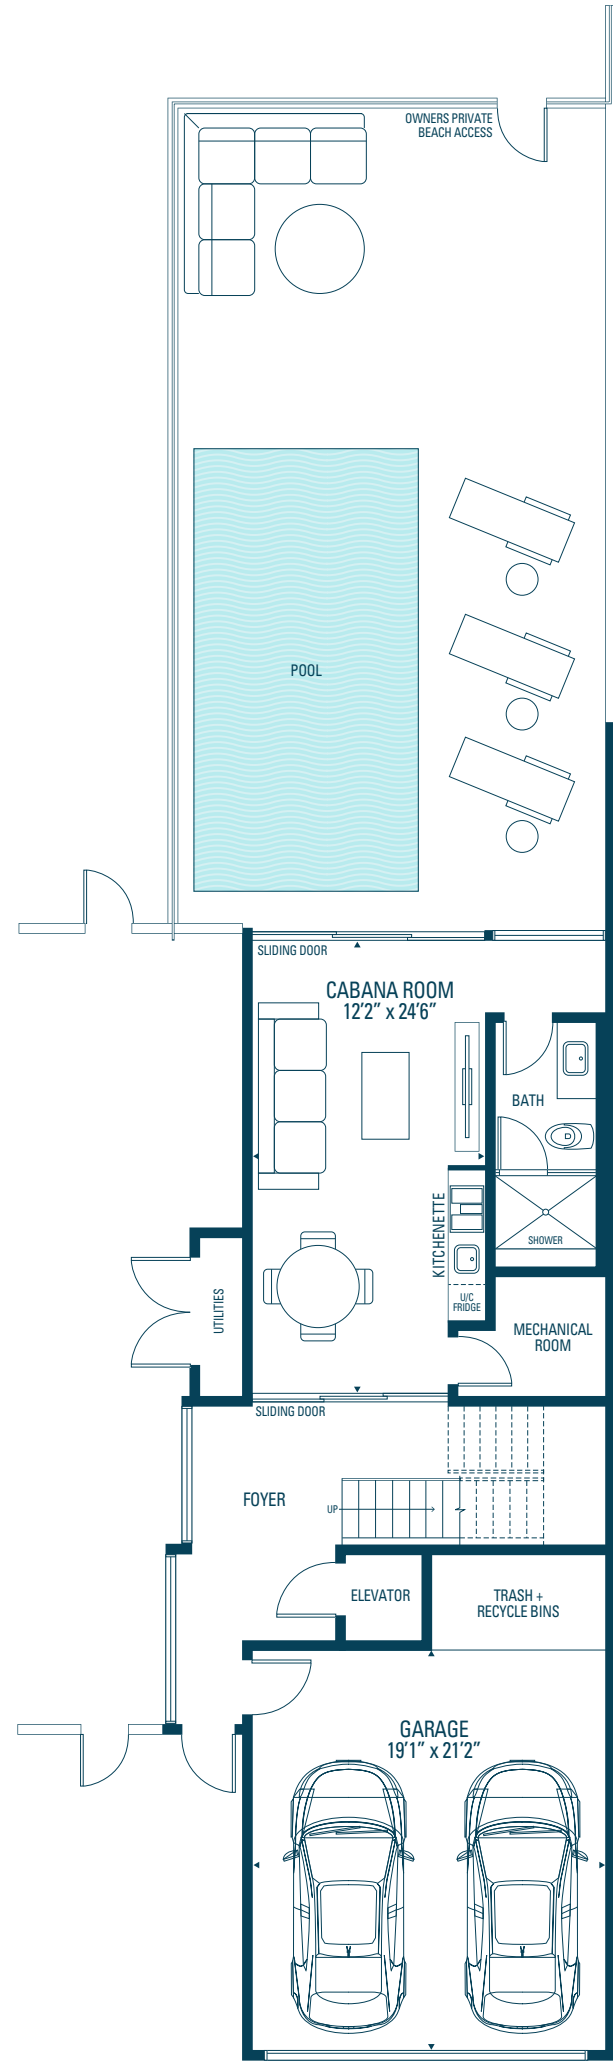 OWNERS PRIVATE
BEACH ACCESS
POOL
SLIDING DOOR
CABANA ROOM
12'2" x 24'6"
BATH
KITCHENETTE
SHOWER
U/C
FRIDGE
UTILITIES
MECHANICAL
ROOM
SLIDING DOOR
FOYER
UP
ELEVATOR
TRASH +
RECYCLE BINS
GARAGE
19'1" x 21'2"